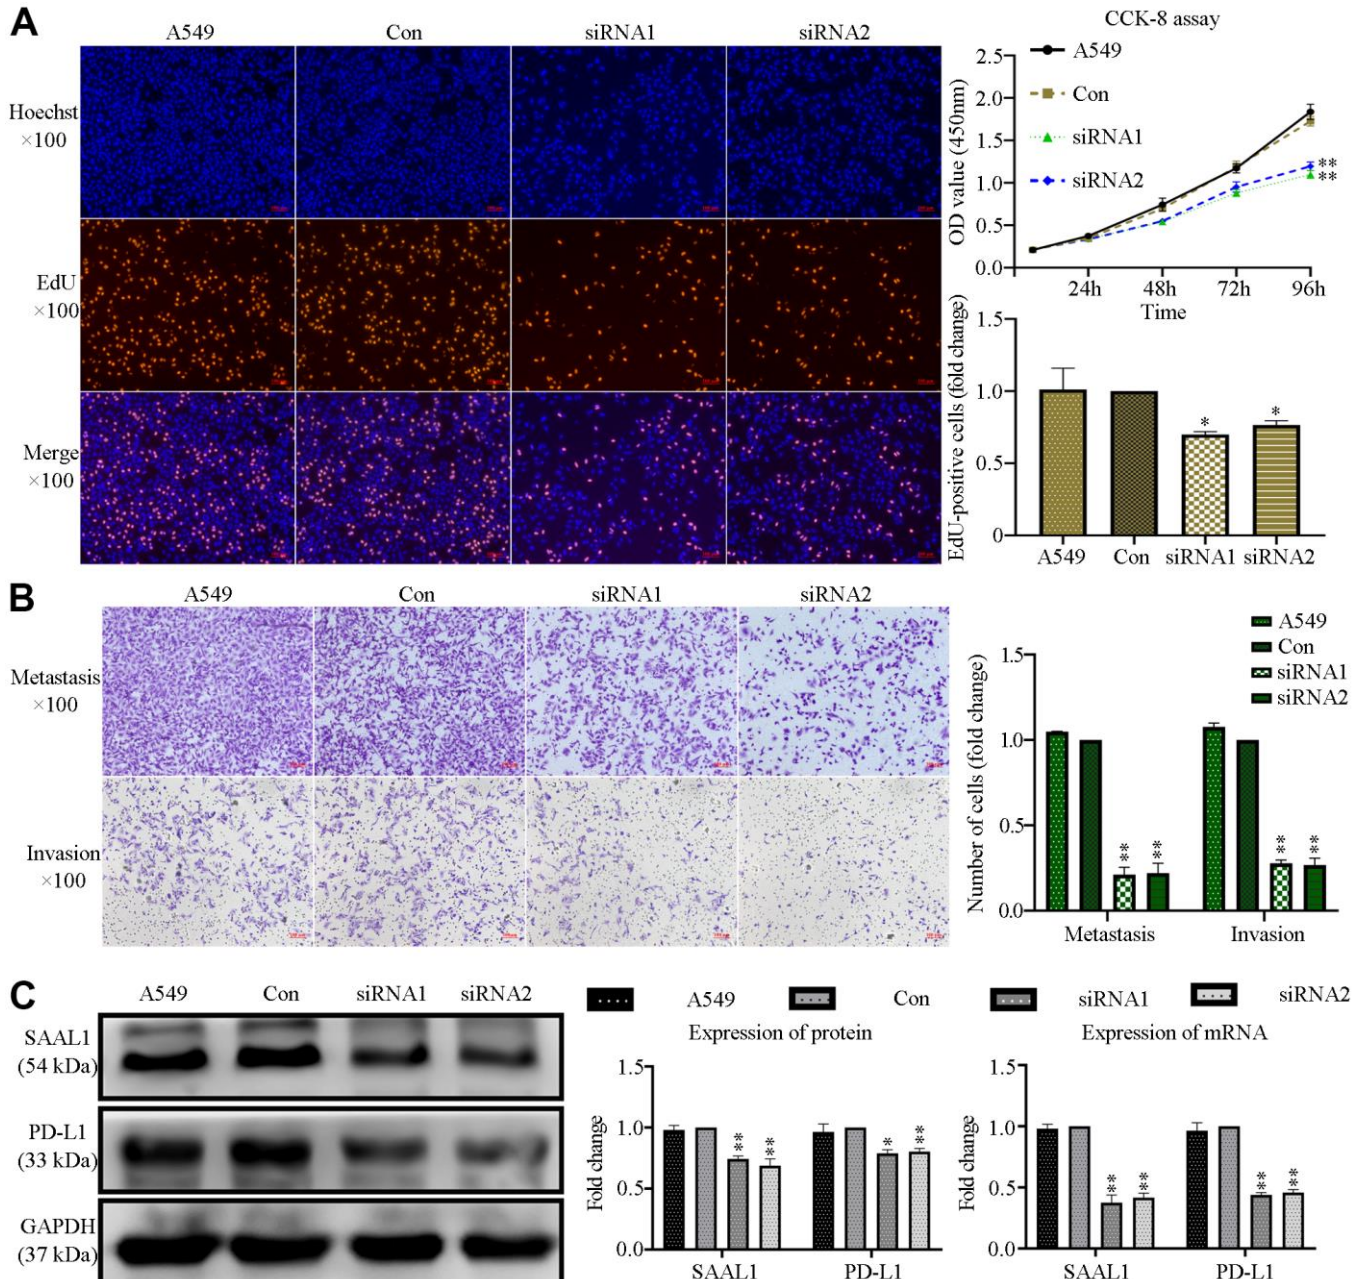 A
A549 Con siRNA1 siRNA2
Hoechst
×100
EdU
×100
Merge
×100
CCK-8 assay
OD value (450nm)
2.5
2.0
1.5
1.0
0.5
0.0
A549
Con
siRNA1
siRNA2
**
**
24h 48h 72h 96h
Time
EdU-positive cells (fold change)
1.5
1.0
0.5
0
* *
A549 Con siRNA1 siRNA2
B
A549 Con siRNA1 siRNA2
Metastasis
×100
Invasion
×100
A549
Con
siRNA1
siRNA2
Number of cells (fold change)
1.5
1.0
0.5
0.0
** ** ** **
Metastasis Invasion
C
A549 Con siRNA1 siRNA2
SAAL1
(54 kDa)
PD-L1
(33 kDa)
GAPDH
(37 kDa)
A549 Con siRNA1 siRNA2
Expression of protein
Fold change
1.5
1.0
0.5
0.0
** ** * **
SAAL1 PD-L1
Expression of mRNA
Fold change
1.5
1.0
0.5
0.0
** ** ** **
SAAL1 PD-L1